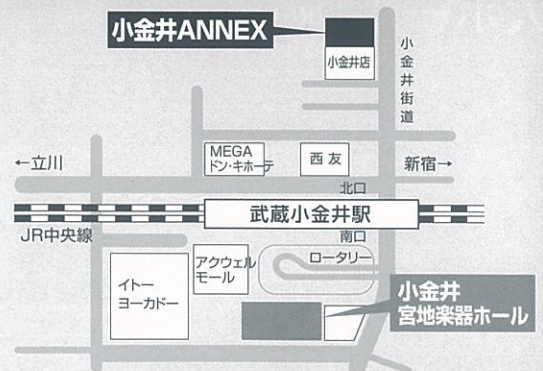 小金井ANNEX
小金井店
小金井街道
MEGA
ドン・キホーテ
西友
←立川
新宿→
北口
武蔵小金井駅
JR中央線
南口
アクウェル
モール
ロータリー
イトー
ヨーカドー
小金井
宮地楽器ホール